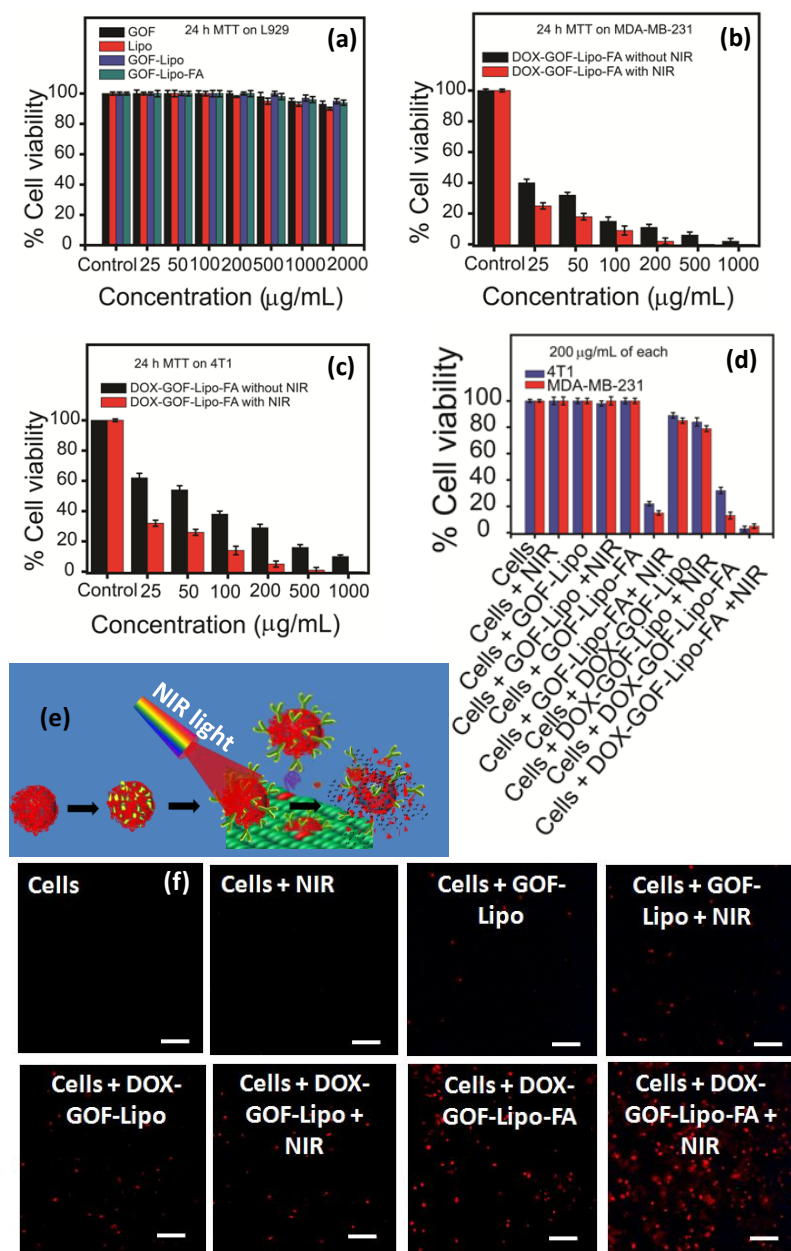 24 h MTT on L929
(a)
GOF
Lipo
GOF-Lipo
GOF-Lipo-FA
% Cell viability
100
80
60
40
20
0
Control 25 50 100 200 500 1000 2000
Concentration (μg/mL)
24 h MTT on MDA-MB-231
(b)
DOX-GOF-Lipo-FA without NIR
DOX-GOF-Lipo-FA with NIR
% Cell viability
100
80
60
40
20
0
Control 25 50 100 200 500 1000
Concentration (μg/mL)
24 h MTT on 4T1
(c)
DOX-GOF-Lipo-FA without NIR
DOX-GOF-Lipo-FA with NIR
% Cell viability
100
80
60
40
20
0
Control 25 50 100 200 500 1000
Concentration (μg/mL)
200 μg/mL of each
(d)
4T1
MDA-MB-231
% Cell viability
100
80
60
40
20
0
Cells
Cells + NIR
Cells + GOF-Lipo
Cells + GOF-Lipo +NIR
Cells + GOF-Lipo-FA
Cells + GOF-Lipo-FA+ NIR
Cells + DOX-GOF-Lipo
Cells + DOX-GOF-Lipo + NIR
Cells + DOX-GOF-Lipo-FA
Cells + DOX-GOF-Lipo-FA +NIR
(e)
NIR light
Cells
(f)
Cells + NIR
Cells + GOF-
Lipo
Cells + GOF-
Lipo + NIR
Cells + DOX-
GOF-Lipo
Cells + DOX-
GOF-Lipo +
NIR
Cells + DOX-
GOF-Lipo-FA
Cells + DOX-
GOF-Lipo-FA +
NIR